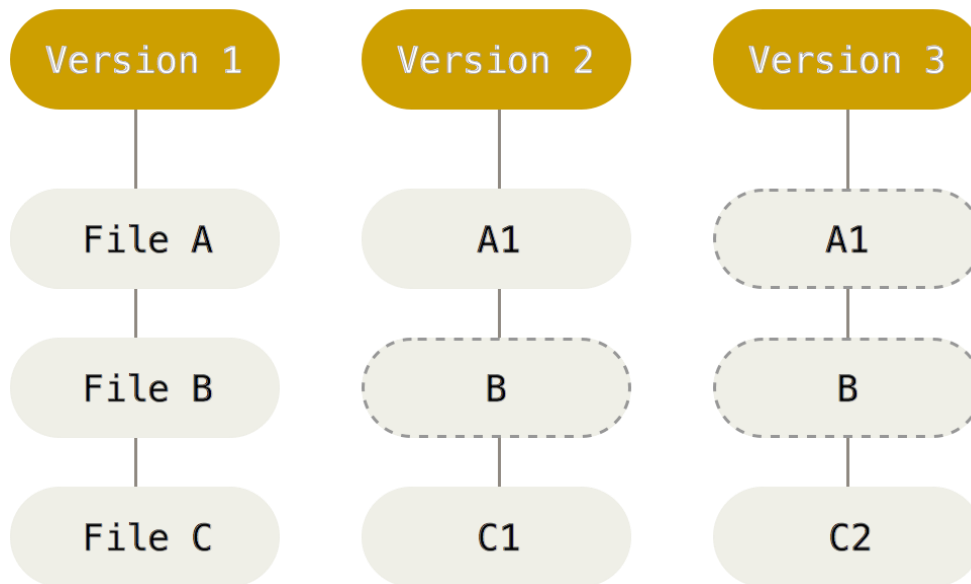 Version 1
Version 2
Version 3
File A
A1
A1
File B
B
B
File C
C1
C2